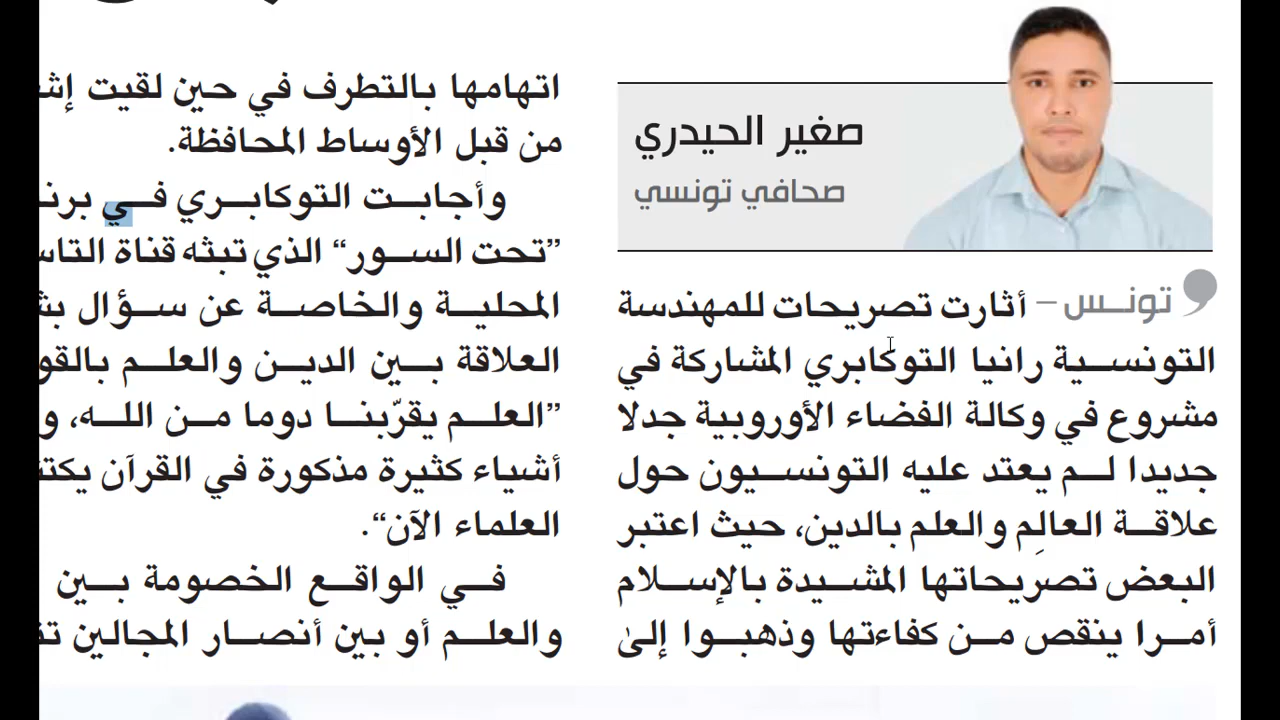 صغير الحيدري
صحافي تونسي
تونس – أثارت تصريحات للمهندسة
التونسية رانيا التوكابري المشاركة في
مشروع في وكالة الفضاء الأوروبية جدلا
جديدا لم يعتد عليه التونسيون حول
علاقة العالِم والعلم بالدين، حيث اعتبر
البعض تصريحاتها المشيدة بالإسلام
أمرا ينقص من كفاءتها وذهبوا إلى
اتهامها بالتطرف في حين لقيت
من قبل الأوساط المحافظة.
وأجابت التوكابري في
”تحت السور“ الذي تبثه قناة
المحلية والخاصة عن سؤال
العلاقة بين الدين والعلم
”العلم يقرّبنا دوما من الله،
أشياء كثيرة مذكورة في القرآن
العلماء الآن“.
في الواقع الخصومة بين
والعلم أو بين أنصار المجالين